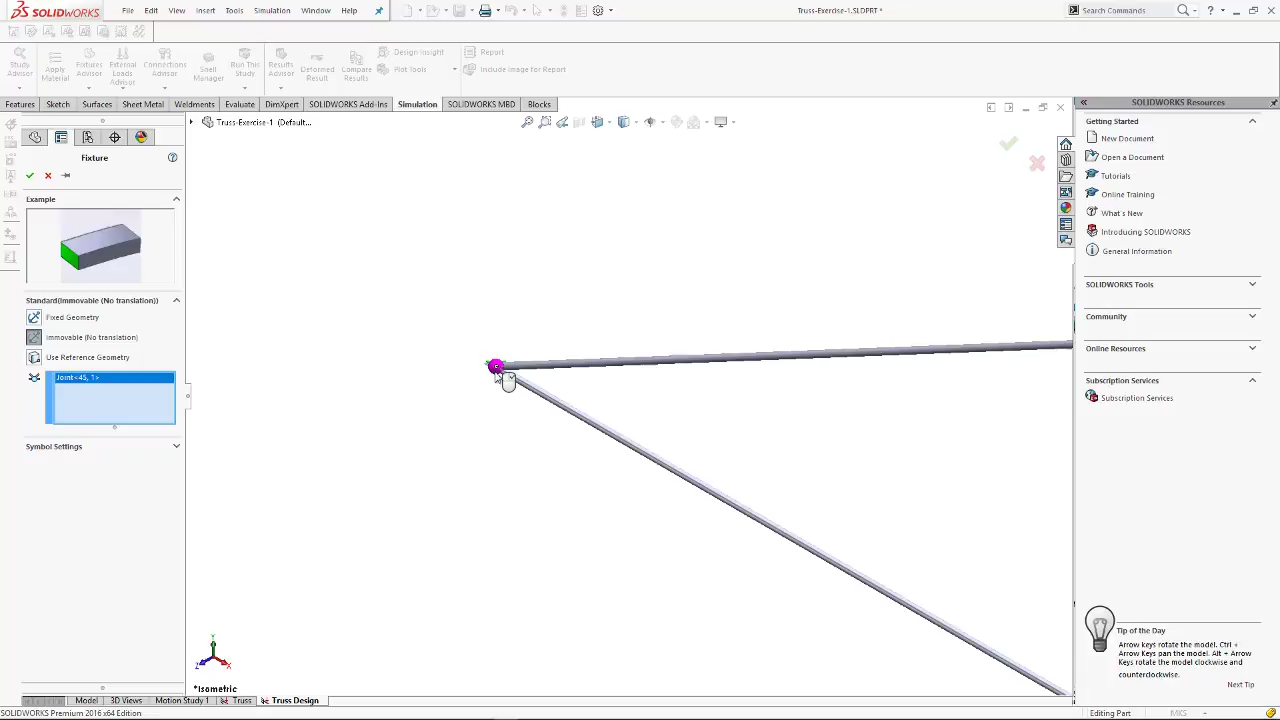 SOLIDWORKS
File Edit View Insert Tools Simulation Window Help
Truss-Exercise-1.SLDPRT *
Search Commands
Study Advisor
Apply Material
Fixtures Advisor
External Loads Advisor
Connections Advisor
Shell Manager
Run This Study
Results Advisor
Deformed Result
Compare Results
Design Insight
Plot Tools
Report
Include Image for Report
Features Sketch Surfaces Sheet Metal Weldments Evaluate DimXpert SOLIDWORKS Add-Ins Simulation SOLIDWORKS MBD Blocks
Truss-Exercise-1 (Default...
Fixture
Example
Standard(Immovable (No translation))
Fixed Geometry
Immovable (No translation)
Use Reference Geometry
Joint<45, 1>
Symbol Settings
Y
Z
X
*Isometric
SOLIDWORKS Resources
Getting Started
New Document
Open a Document
Tutorials
Online Training
What's New
Introducing SOLIDWORKS
General Information
SOLIDWORKS Tools
Community
Online Resources
Subscription Services
Subscription Services
Tip of the Day
Arrow keys rotate the model. Ctrl +
Arrow Keys pan the model. Alt + Arrow
Keys rotate the model clockwise and
counterclockwise.
Next Tip
Model 3D Views Motion Study 1 Truss Truss Design
SOLIDWORKS Premium 2016 x64 Edition
Editing Part
MKS